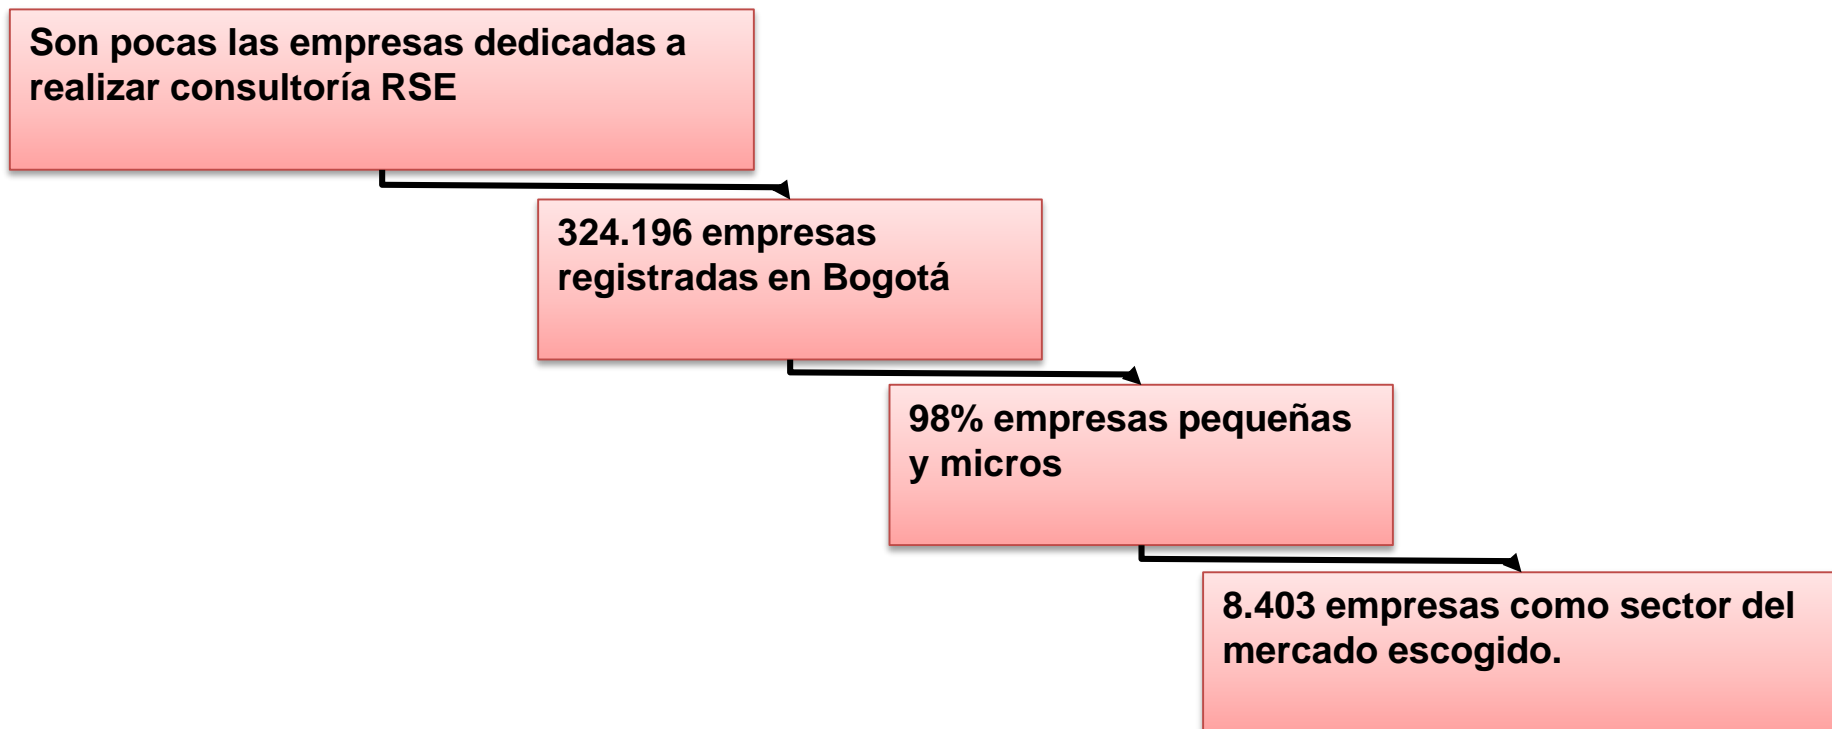 Son pocas las empresas dedicadas a
realizar consultoría RSE
324.196 empresas
registradas en Bogotá
98% empresas pequeñas
y micros
8.403 empresas como sector del
mercado escogido.